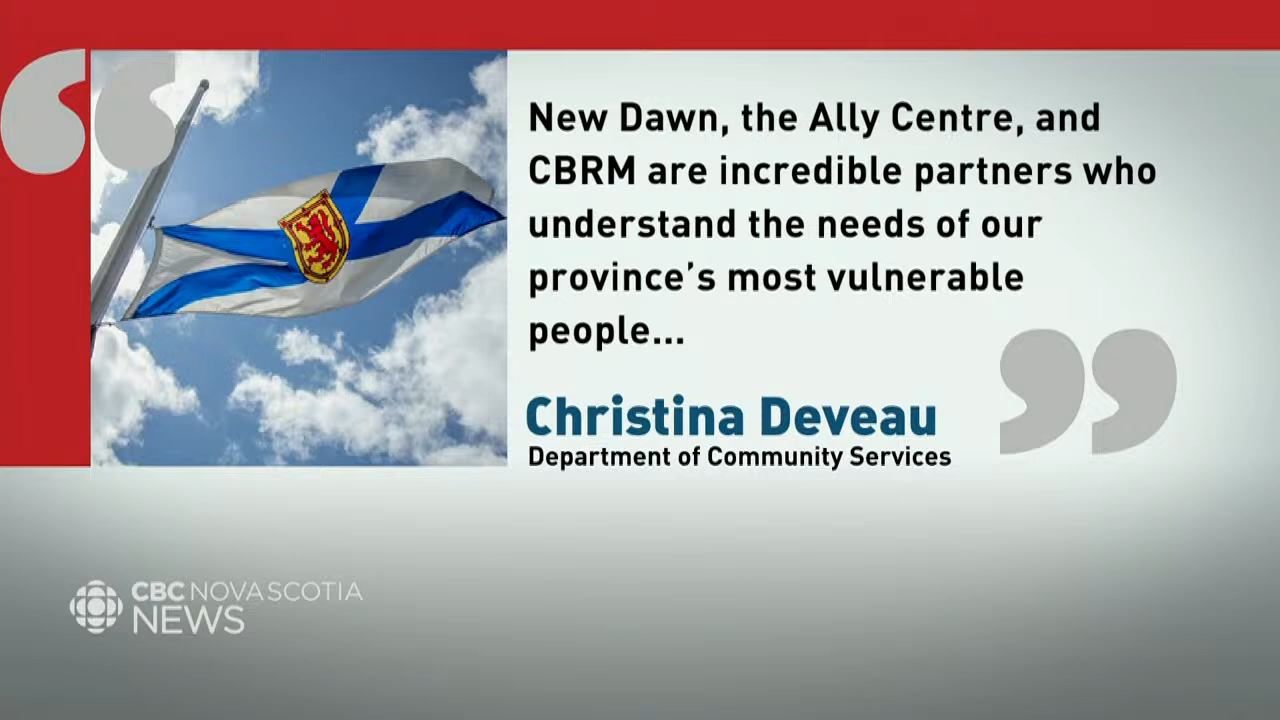 New Dawn, the Ally Centre, and
CBRM are incredible partners who
understand the needs of our
province’s most vulnerable
people...
Christina Deveau
Department of Community Services
CBC NOVA SCOTIA
NEWS